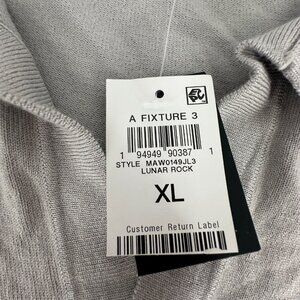 A FIXTURE 3
1 94949 90387 1
STYLE MAW0149JL3
LUNAR ROCK
XL
Customer Return Label